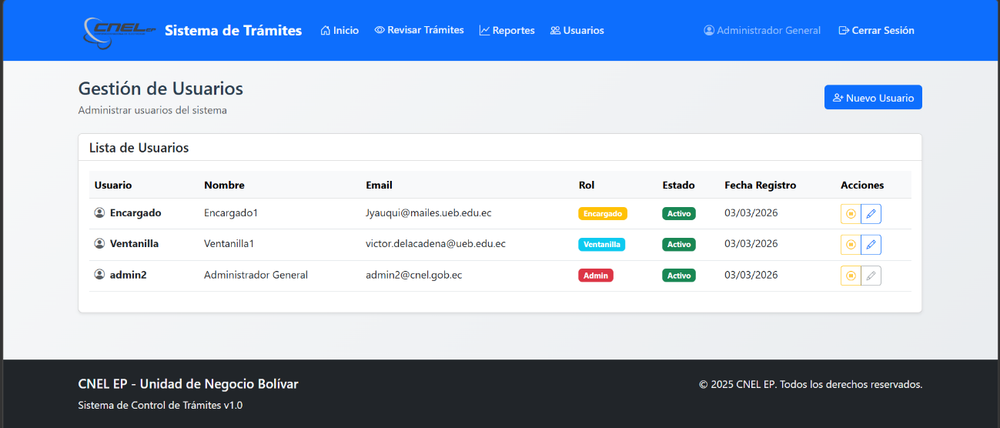 CNEL EP Sistema de Trámites Inicio Revisar Trámites Reportes Usuarios Administrador General Cerrar Sesión
Gestión de Usuarios
Administrar usuarios del sistema
Nuevo Usuario
Lista de Usuarios
Usuario Nombre Email Rol Estado Fecha Registro Acciones
Encargado Encargado1 Jyauqui@mailes.ueb.edu.ec Encargado Activo 03/03/2026
Ventanilla Ventanilla1 victor.delacadena@ueb.edu.ec Ventanilla Activo 03/03/2026
admin2 Administrador General admin2@cnel.gob.ec Admin Activo 03/03/2026
CNEL EP - Unidad de Negocio Bolívar
© 2025 CNEL EP. Todos los derechos reservados.
Sistema de Control de Trámites v1.0